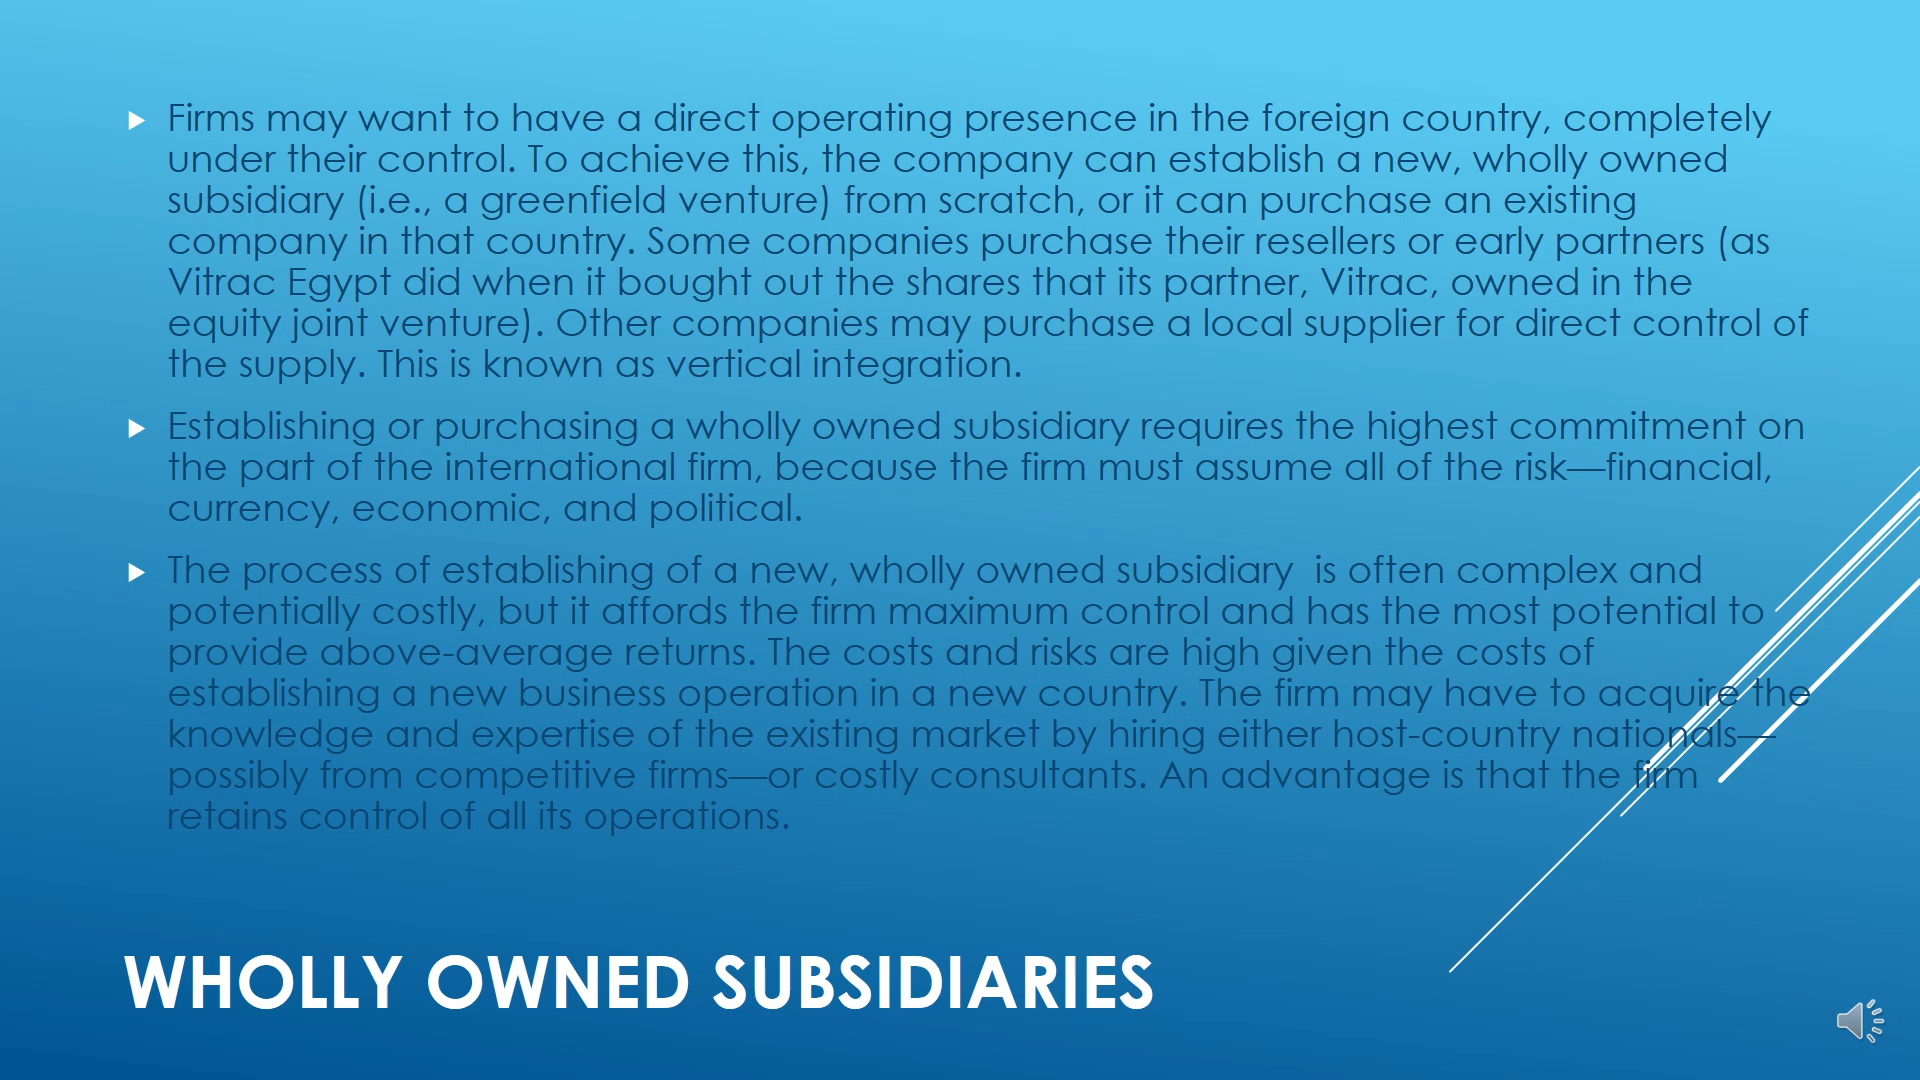 Firms may want to have a direct operating presence in the foreign country, completely
under their control. To achieve this, the company can establish a new, wholly owned
subsidiary (i.e., a greenfield venture) from scratch, or it can purchase an existing
company in that country. Some companies purchase their resellers or early partners (as
Vitrac Egypt did when it bought out the shares that its partner, Vitrac, owned in the
equity joint venture). Other companies may purchase a local supplier for direct control of
the supply. This is known as vertical integration.
Establishing or purchasing a wholly owned subsidiary requires the highest commitment on
the part of the international firm, because the firm must assume all of the risk—financial,
currency, economic, and political.
The process of establishing of a new, wholly owned subsidiary  is often complex and
potentially costly, but it affords the firm maximum control and has the most potential to
provide above-average returns. The costs and risks are high given the costs of
establishing a new business operation in a new country. The firm may have to acquire the
knowledge and expertise of the existing market by hiring either host-country nationals—
possibly from competitive firms—or costly consultants. An advantage is that the firm
retains control of all its operations.
WHOLLY OWNED SUBSIDIARIES